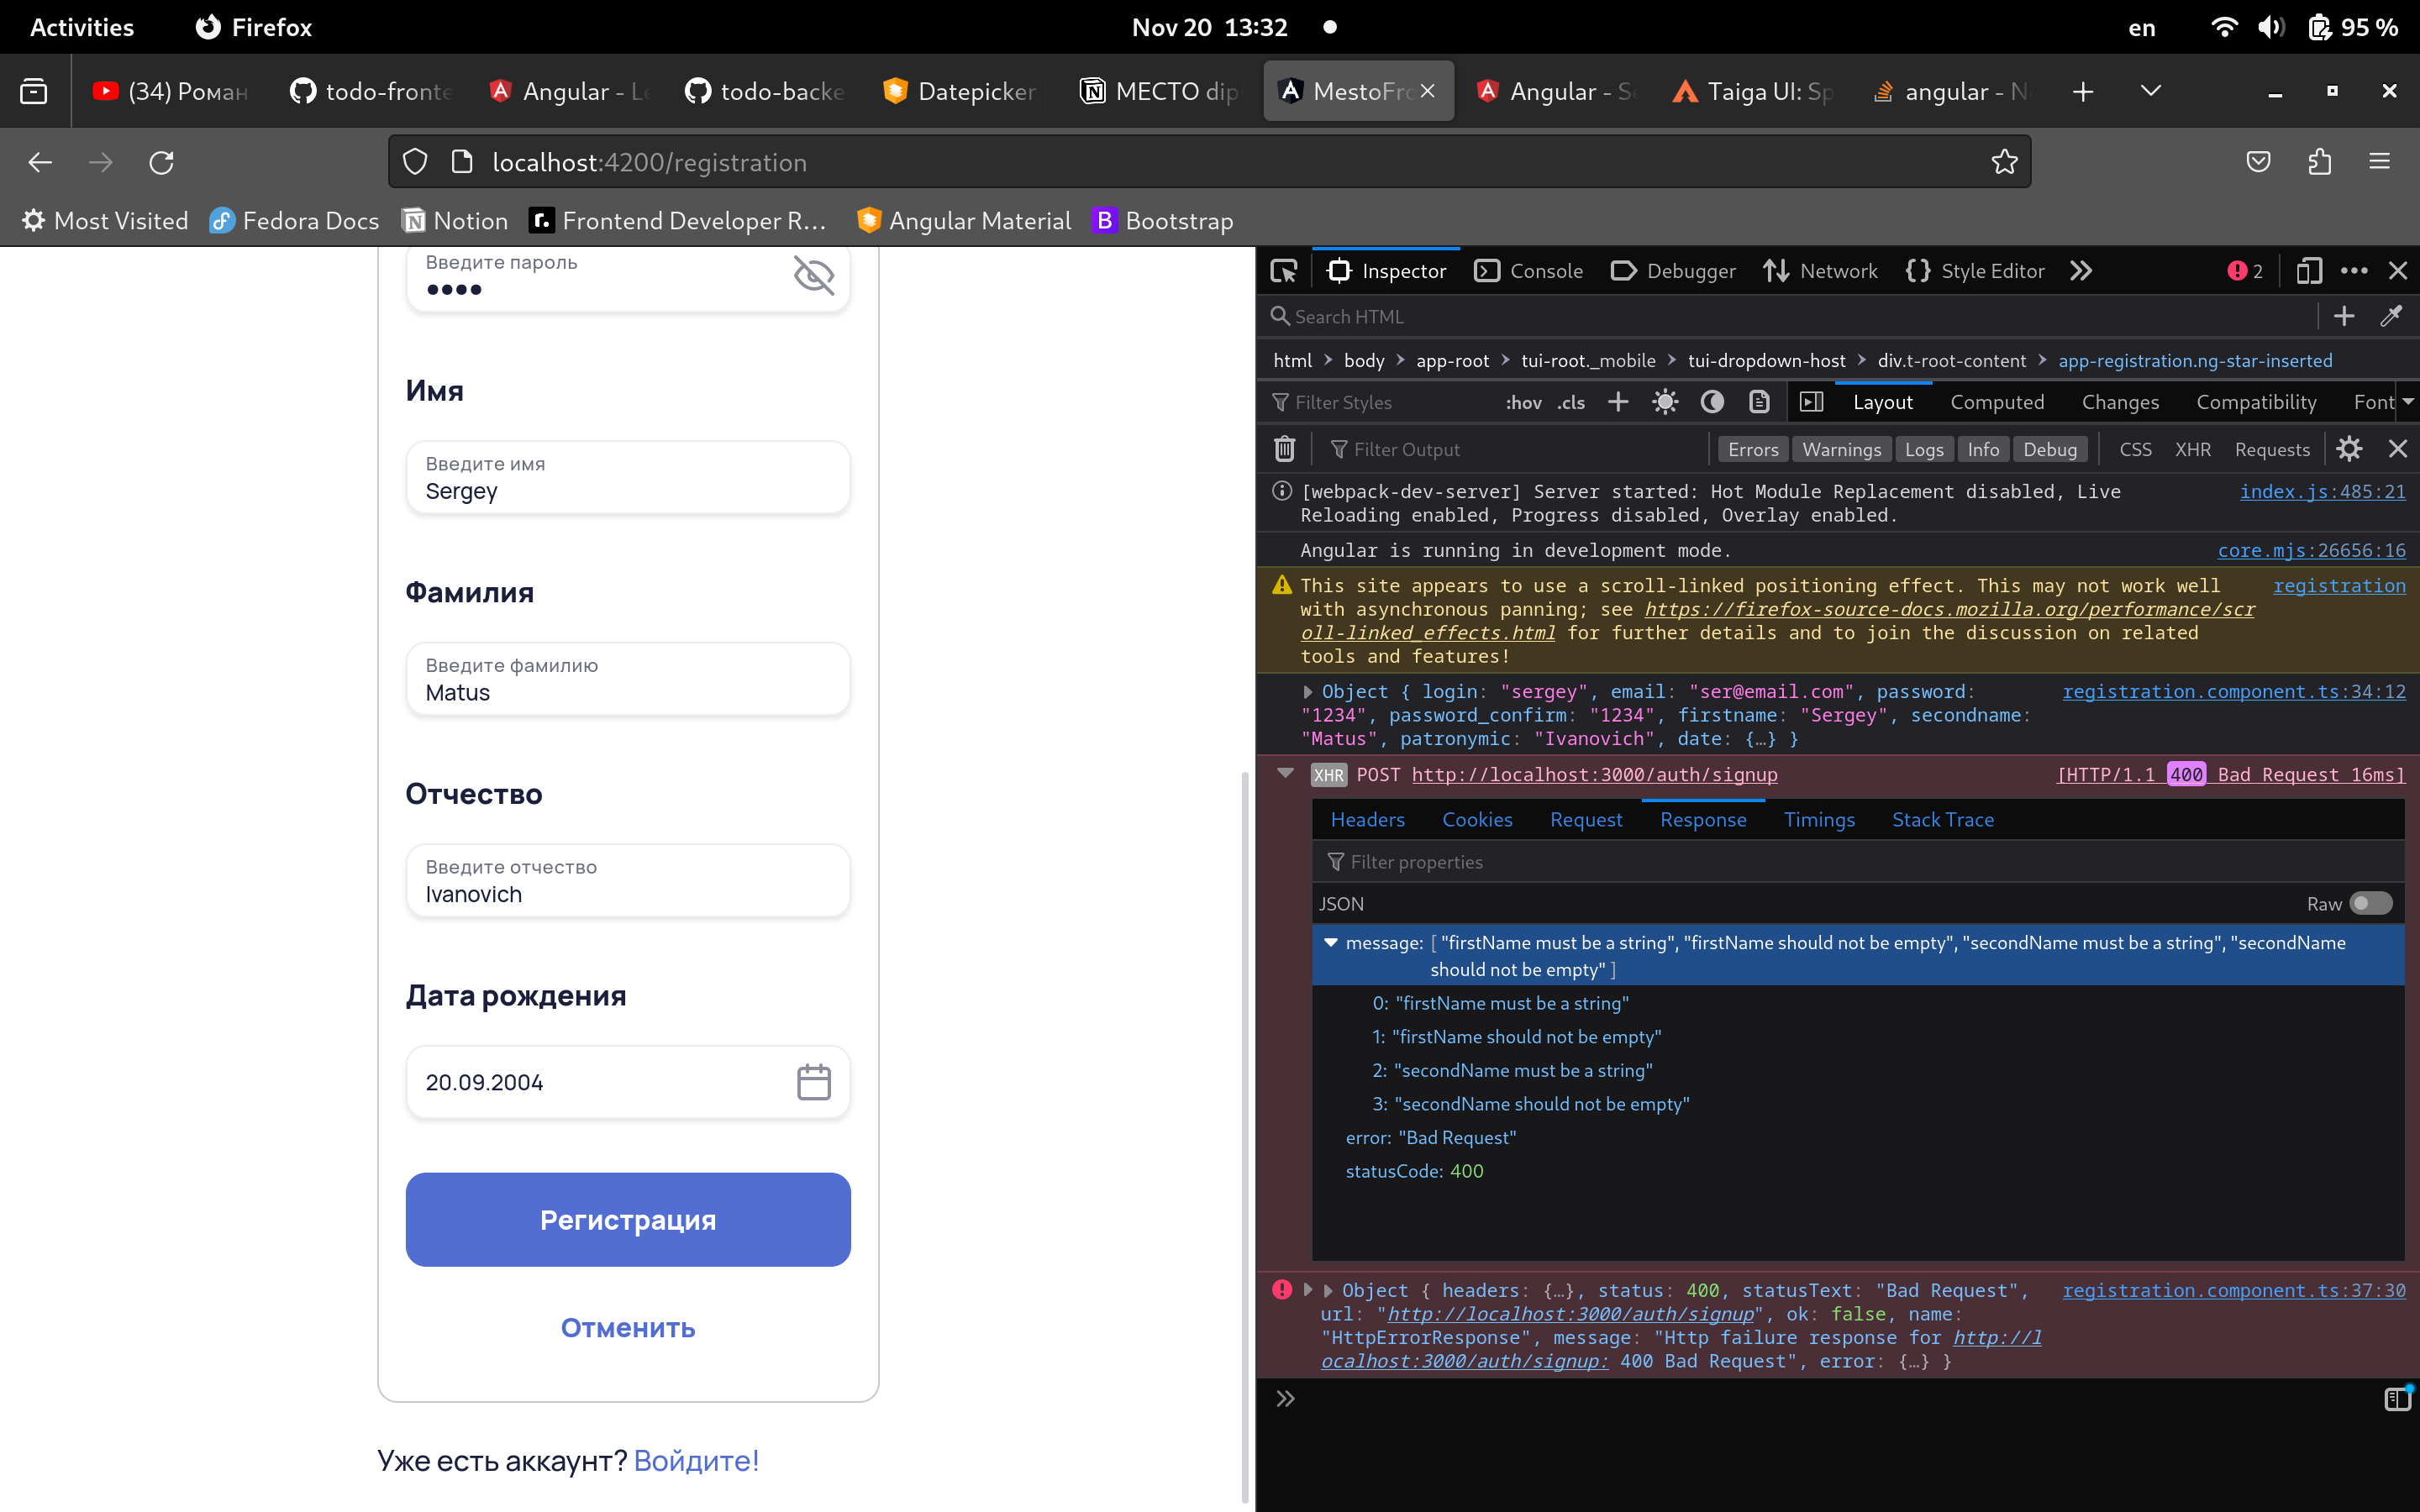 Activities
Firefox
Nov 20 13:32
en
95 %
(34) Роман
todo-fronte
Angular - Le
todo-backe
Datepicker
МЕСТО dip
MestoFro
Angular - So
Taiga UI: Sp
angular - N
localhost:4200/registration
Most Visited
Fedora Docs
Notion
Frontend Developer R…
Angular Material
Bootstrap
Введите пароль
••••
Имя
Введите имя
Sergey
Фамилия
Введите фамилию
Matus
Отчество
Введите отчество
Ivanovich
Дата рождения
20.09.2004
Регистрация
Отменить
Уже есть аккаунт? Войдите!
Inspector
Console
Debugger
Network
Style Editor
2
Search HTML
html > body > app-root > tui-root._mobile > tui-dropdown-host > div.t-root-content > app-registration.ng-star-inserted
Filter Styles
:hov .cls
Layout
Computed
Changes
Compatibility
Font
Filter Output
Errors Warnings Logs Info Debug
CSS XHR Requests
[webpack-dev-server] Server started: Hot Module Replacement disabled, Live index.js:485:21
Reloading enabled, Progress disabled, Overlay enabled.
Angular is running in development mode. core.mjs:26656:16
This site appears to use a scroll-linked positioning effect. This may not work well registration
with asynchronous panning; see https://firefox-source-docs.mozilla.org/performance/scr
oll-linked_effects.html for further details and to join the discussion on related
tools and features!
Object { login: "sergey", email: "ser@email.com", password: registration.component.ts:34:12
"1234", password_confirm: "1234", firstname: "Sergey", secondname:
"Matus", patronymic: "Ivanovich", date: {…} }
XHR POST http://localhost:3000/auth/signup [HTTP/1.1 400 Bad Request 16ms]
Headers Cookies Request Response Timings Stack Trace
Filter properties
JSON
Raw
message: [ "firstName must be a string", "firstName should not be empty", "secondName must be a string", "secondName
should not be empty" ]
0: "firstName must be a string"
1: "firstName should not be empty"
2: "secondName must be a string"
3: "secondName should not be empty"
error: "Bad Request"
statusCode: 400
Object { headers: {…}, status: 400, statusText: "Bad Request", registration.component.ts:37:30
url: "http://localhost:3000/auth/signup", ok: false, name:
"HttpErrorResponse", message: "Http failure response for http://l
ocalhost:3000/auth/signup: 400 Bad Request", error: {…} }